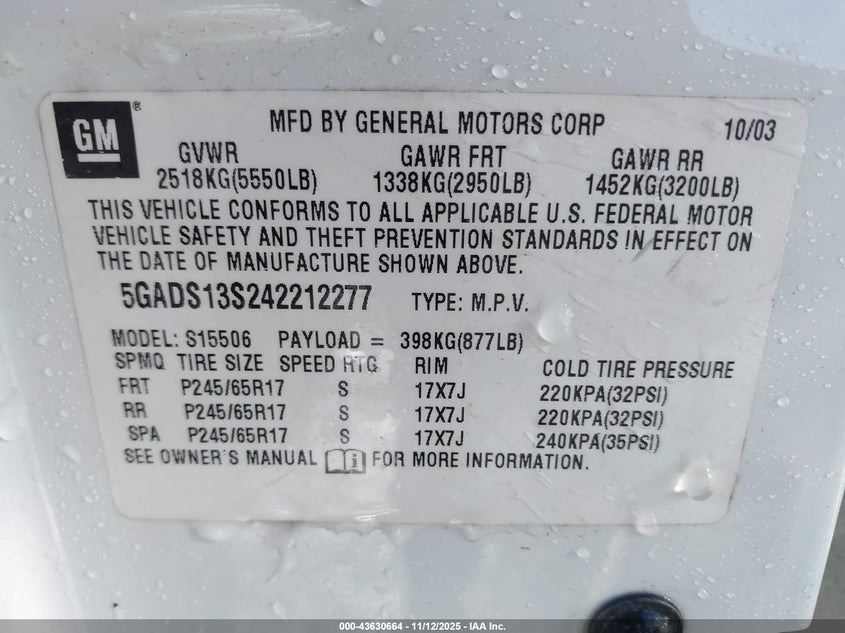 GM ®
MFD BY GENERAL MOTORS CORP 10/03
GVWR GAWR FRT GAWR RR
2518KG(5550LB) 1338KG(2950LB) 1452KG(3200LB)
THIS VEHICLE CONFORMS TO ALL APPLICABLE U.S. FEDERAL MOTOR
VEHICLE SAFETY AND THEFT PREVENTION STANDARDS IN EFFECT ON
THE DATE OF MANUFACTURE SHOWN ABOVE.
5GADS13S242212277 TYPE: M.P.V.
MODEL: S15506 PAYLOAD = 398KG(877LB)
SPMQ TIRE SIZE SPEED RTG RIM COLD TIRE PRESSURE
FRT P245/65R17 S 17X7J 220KPA(32PSI)
RR P245/65R17 S 17X7J 220KPA(32PSI)
SPA P245/65R17 S 17X7J 240KPA(35PSI)
SEE OWNER'S MANUAL FOR MORE INFORMATION.
000-43630664 - 11/12/2025 - IAA Inc.